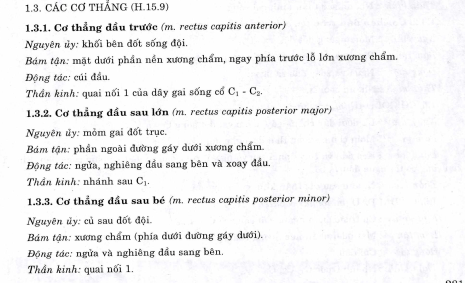 1.3. CÁC CƠ THẲNG (H.15.9)
1.3.1. Cơ thẳng đầu trước (m. rectus capitis anterior)
Nguyên ủy: khối bên đốt sống đội.
Bám tận: mặt dưới phần nền xương chẩm, ngay phía trước lỗ lớn xương chẩm.
Động tác: cúi đầu.
Thần kinh: quai nối 1 của dây gai sống cổ C₁ - C₂.
1.3.2. Cơ thẳng đầu sau lớn (m. rectus capitis posterior major)
Nguyên ủy: mỏm gai đốt trục.
Bám tận: phần ngoài đường gáy dưới xương chẩm.
Động tác: ngửa, nghiêng đầu sang bên và xoay đầu.
Thần kinh: nhánh sau C₁.
1.3.3. Cơ thẳng đầu sau bé (m. rectus capitis posterior minor)
Nguyên ủy: củ sau đốt đội.
Bám tận: xương chẩm (phía dưới đường gáy dưới).
Động tác: ngửa và nghiêng đầu sang bên.
Thần kinh: quai nối 1.